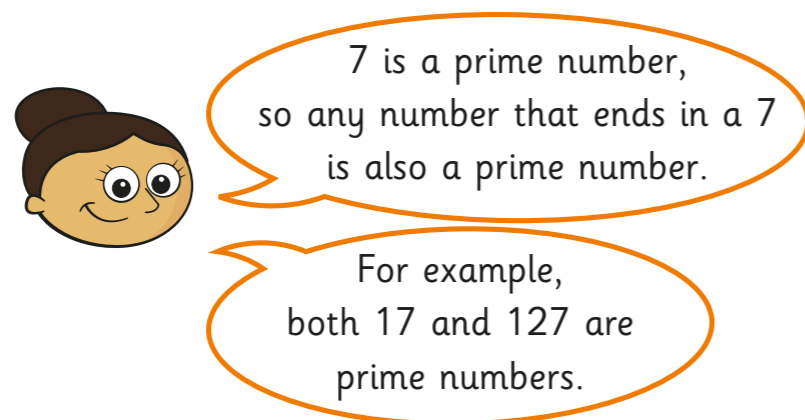 7 is a prime number,
so any number that ends in a 7
is also a prime number.
For example,
both 17 and 127 are
prime numbers.